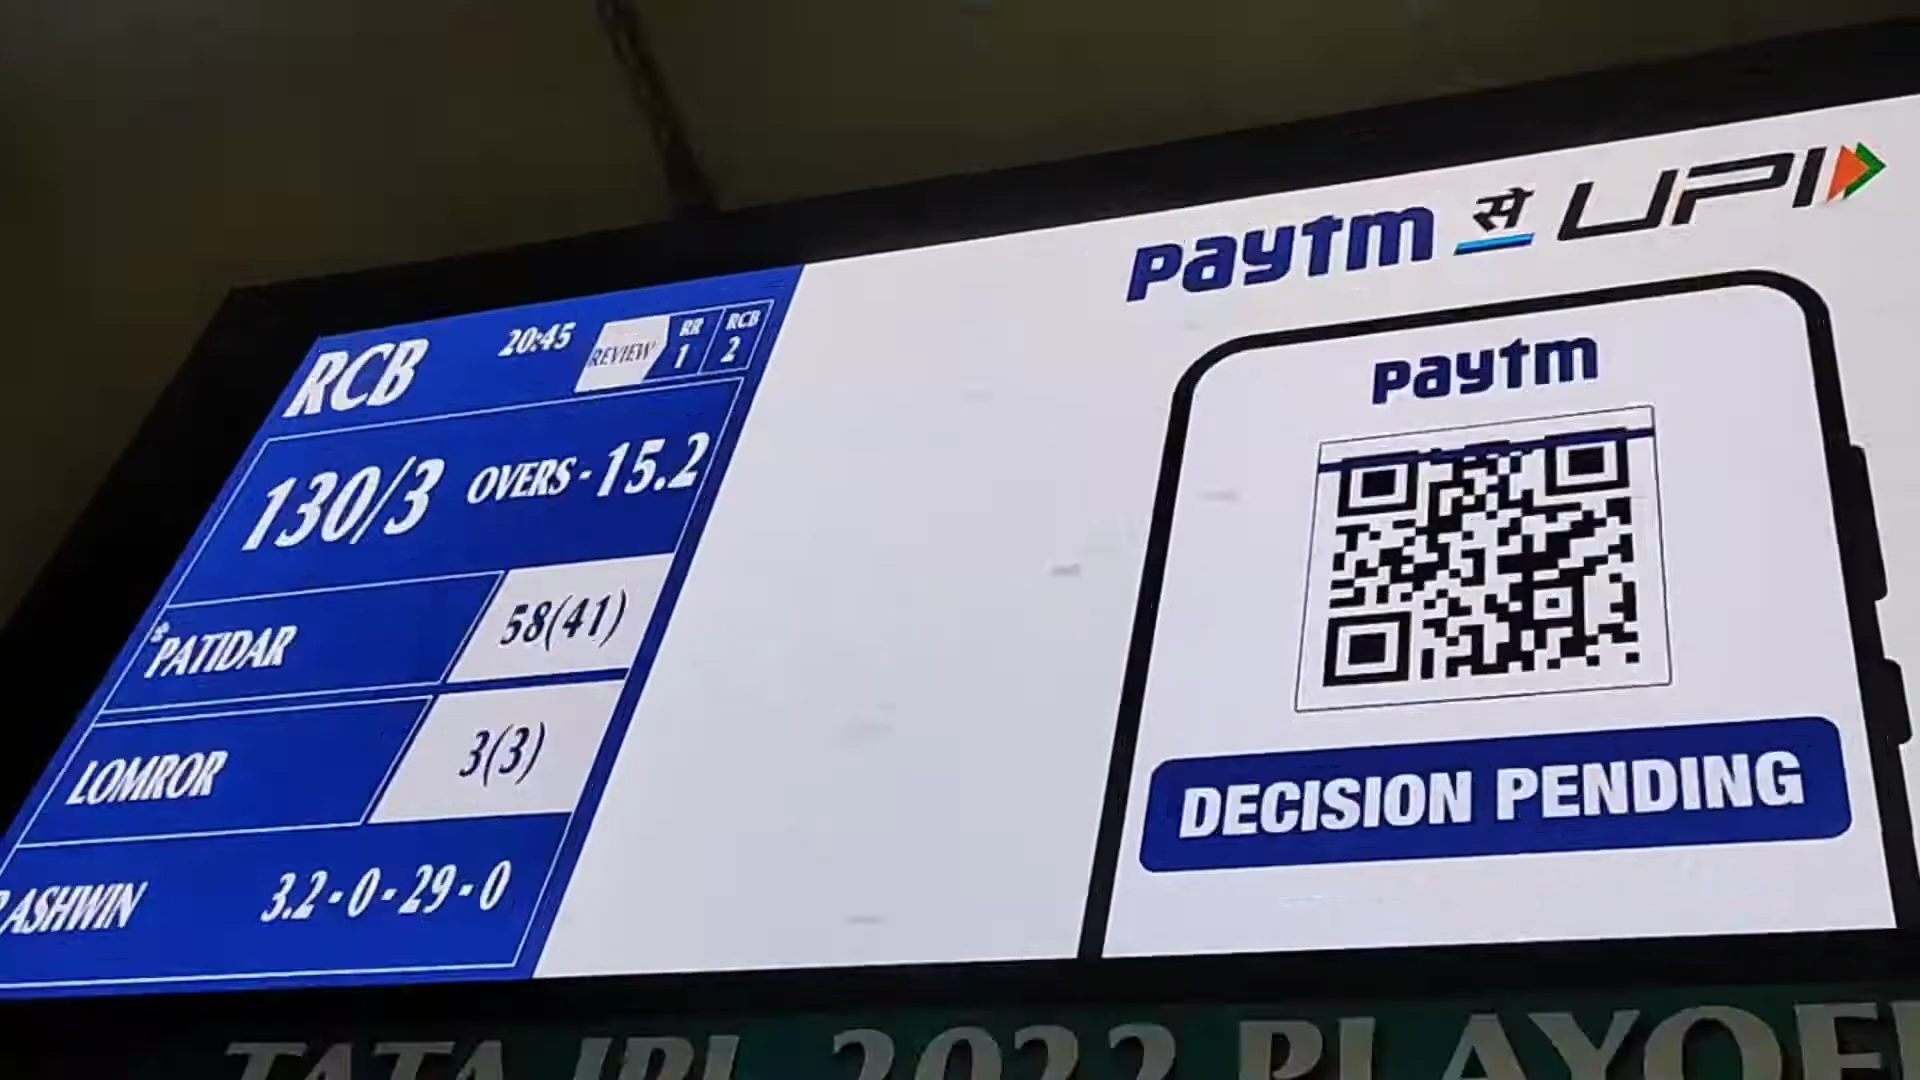 paytm से UPI
RCB 20:45 REVIEW RR 1 RCB 2
130/3 OVERS - 15.2
*PATIDAR 58(41)
LOMROR 3(3)
ASHWIN 3.2-0-29-0
paytm
DECISION PENDING
TATA IPL 2022 PLAYOFF